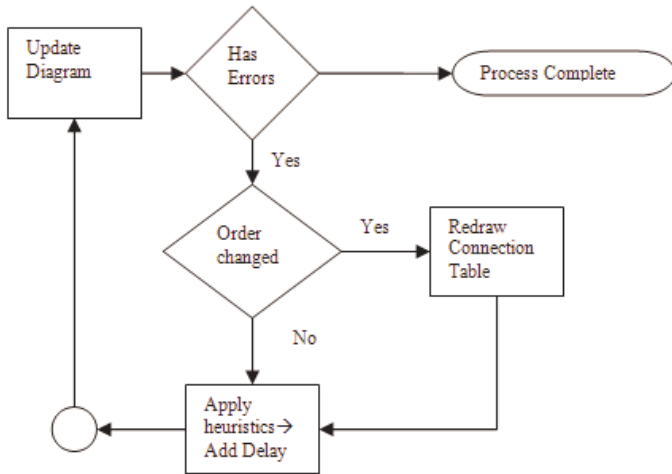 Update
Diagram
Has
Errors
Process Complete
Yes
Order
changed
Yes
Redraw
Connection
Table
No
Apply
heuristics→
Add Delay